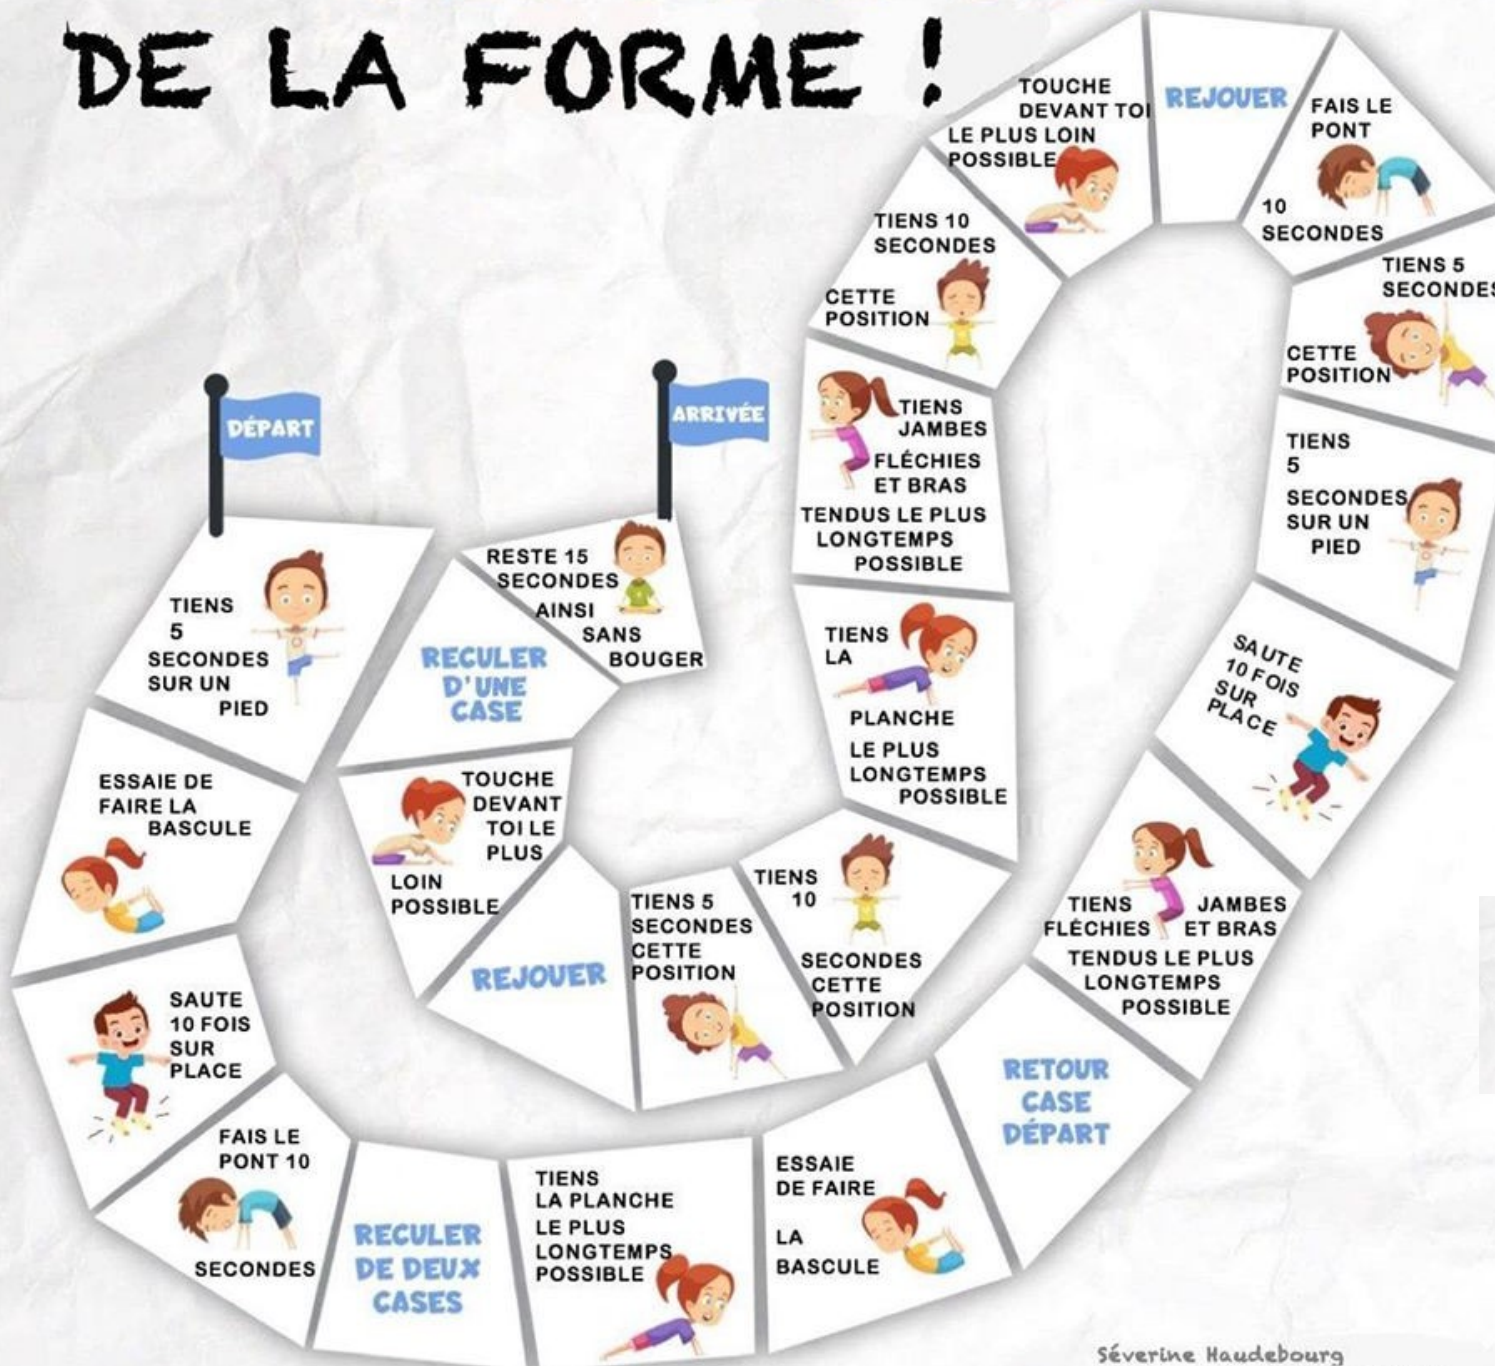 DE LA FORME !
DÉPART
TIENS
5
SECONDES
SUR UN
PIED
ESSAIE DE
FAIRE LA
BASCULE
SAUTE
10 FOIS
SUR
PLACE
FAIS LE
PONT 10
SECONDES
RECULER
DE DEUX
CASES
TIENS
LA PLANCHE
LE PLUS
LONGTEMPS
POSSIBLE
ESSAIE
DE FAIRE
LA
BASCULE
RETOUR
CASE
DÉPART
TIENS JAMBES
FLÉCHIES ET BRAS
TENDUS LE PLUS
LONGTEMPS
POSSIBLE
SAUTE
10 FOIS
SUR
PLACE
TIENS
5
SECONDES
SUR UN
PIED
TIENS 5
SECONDES
CETTE
POSITION
FAIS LE
PONT
10
SECONDES
REJOUER
TOUCHE
DEVANT TOI
LE PLUS LOIN
POSSIBLE
TIENS 10
SECONDES
CETTE
POSITION
TIENS
JAMBES
FLÉCHIES
ET BRAS
TENDUS LE PLUS
LONGTEMPS
POSSIBLE
TIENS
LA
PLANCHE
LE PLUS
LONGTEMPS
POSSIBLE
TIENS
10
SECONDES
CETTE
POSITION
TIENS 5
SECONDES
CETTE
POSITION
REJOUER
TOUCHE
DEVANT
TOI LE
PLUS
LOIN
POSSIBLE
RECULER
D'UNE
CASE
RESTE 15
SECONDES
AINSI
SANS
BOUGER
ARRIVÉE
Séverine Haudebourg